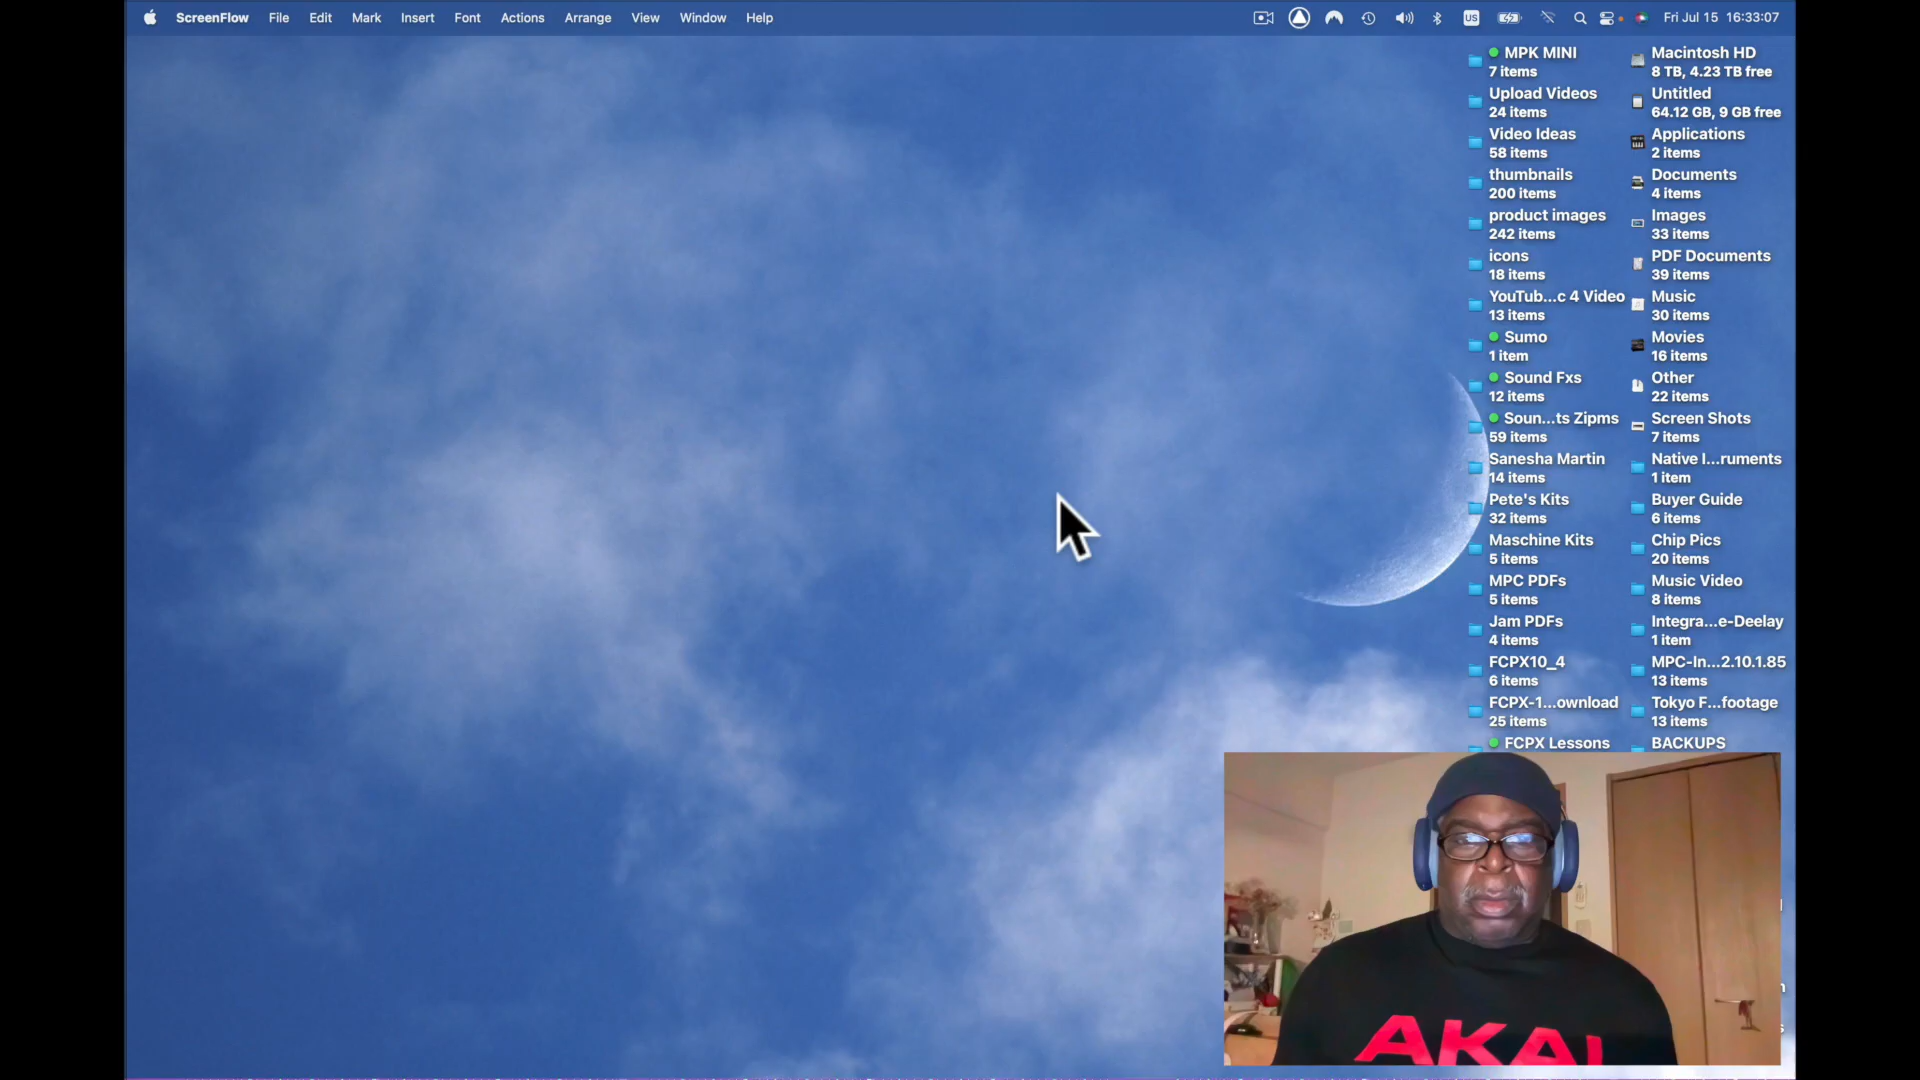 ScreenFlow File Edit Mark Insert Font Actions Arrange View Window Help US Fri Jul 15 16:33:07
MPK MINI
7 items
Upload Videos
24 items
Video Ideas
58 items
thumbnails
200 items
product images
242 items
icons
18 items
YouTub...c 4 Video
13 items
Sumo
1 item
Sound Fxs
12 items
Soun...ts Zipms
59 items
Sanesha Martin
14 items
Pete's Kits
32 items
Maschine Kits
5 items
MPC PDFs
5 items
Jam PDFs
4 items
FCPX10_4
6 items
FCPX-1...ownload
25 items
FCPX Lessons
Macintosh HD
8 TB, 4.23 TB free
Untitled
64.12 GB, 9 GB free
Applications
2 items
Documents
4 items
Images
33 items
PDF Documents
39 items
Music
30 items
Movies
16 items
Other
22 items
Screen Shots
7 items
Native I...ruments
1 item
Buyer Guide
6 items
Chip Pics
20 items
Music Video
8 items
Integra...e-Deelay
1 item
MPC-In...2.10.1.85
13 items
Tokyo F...footage
13 items
BACKUPS
AKAI